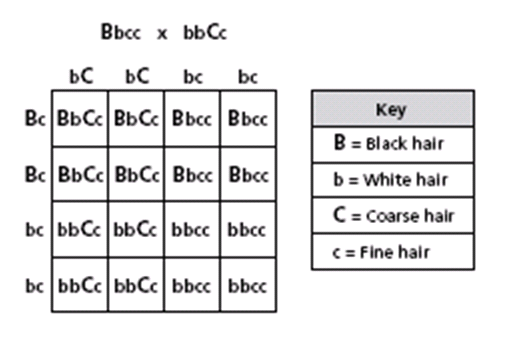 Bbcc x bbCc
bC bC bc bc
Bc BbCc BbCc Bbcc Bbcc
Bc BbCc BbCc Bbcc Bbcc
bc bbCc bbCc bbcc bbcc
bc bbCc bbCc bbcc bbcc
Key
B = Black hair
b = White hair
C = Coarse hair
c = Fine hair